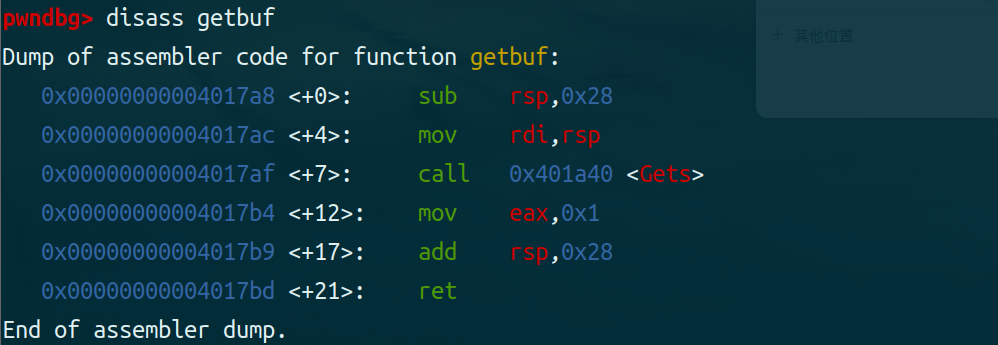 pwndbg> disass getbuf
+ 其他位置
Dump of assembler code for function getbuf:
0x00000000004017a8 <+0>: sub rsp,0x28
0x00000000004017ac <+4>: mov rdi,rsp
0x00000000004017af <+7>: call 0x401a40 <Gets>
0x00000000004017b4 <+12>: mov eax,0x1
0x00000000004017b9 <+17>: add rsp,0x28
0x00000000004017bd <+21>: ret
End of assembler dump.